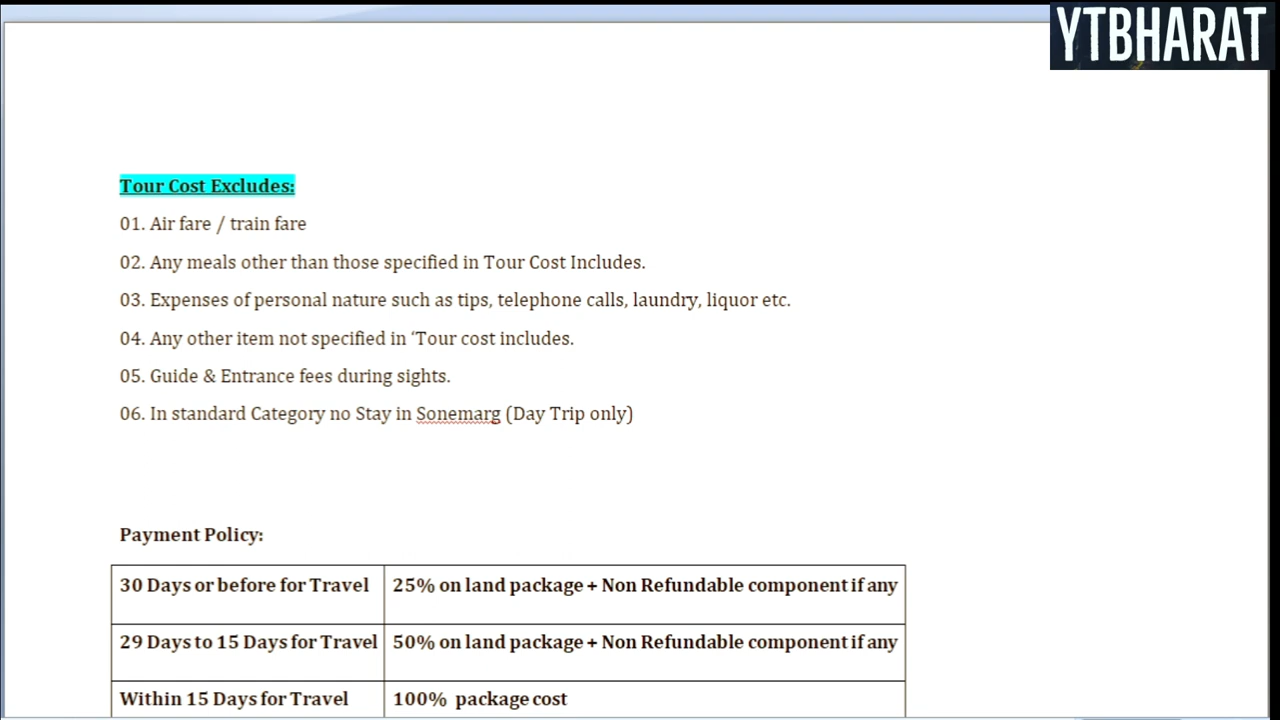 YTBHARAT
Tour Cost Excludes:
01. Air fare / train fare
02. Any meals other than those specified in Tour Cost Includes.
03. Expenses of personal nature such as tips, telephone calls, laundry, liquor etc.
04. Any other item not specified in ‘Tour cost includes.
05. Guide & Entrance fees during sights.
06. In standard Category no Stay in Sonemarg (Day Trip only)
Payment Policy:
30 Days or before for Travel 25% on land package + Non Refundable component if any
29 Days to 15 Days for Travel 50% on land package + Non Refundable component if any
Within 15 Days for Travel 100% package cost